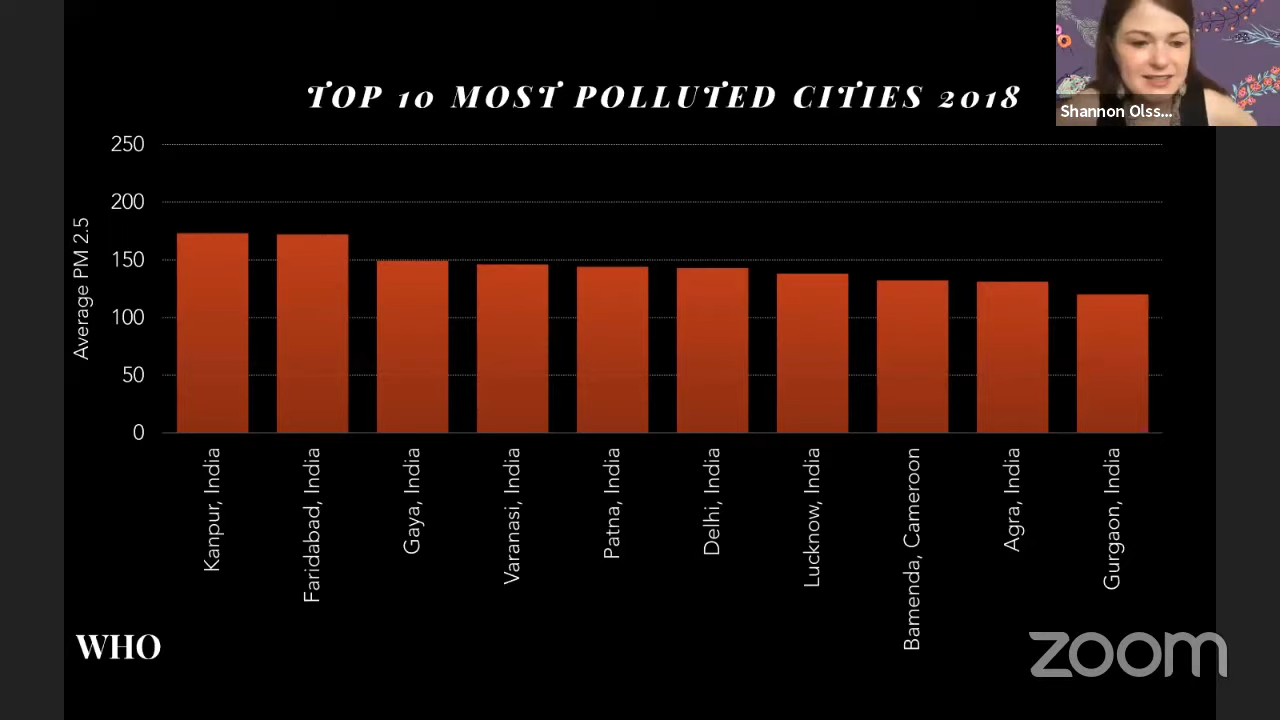 TOP 10 MOST POLLUTED CITIES 2018
Shannon Olss...
250
200
150
100
50
0
Average PM 2.5
Kanpur, India
Faridabad, India
Gaya, India
Varanasi, India
Patna, India
Delhi, India
Lucknow, India
Bamenda, Cameroon
Agra, India
Gurgaon, India
WHO
zoom